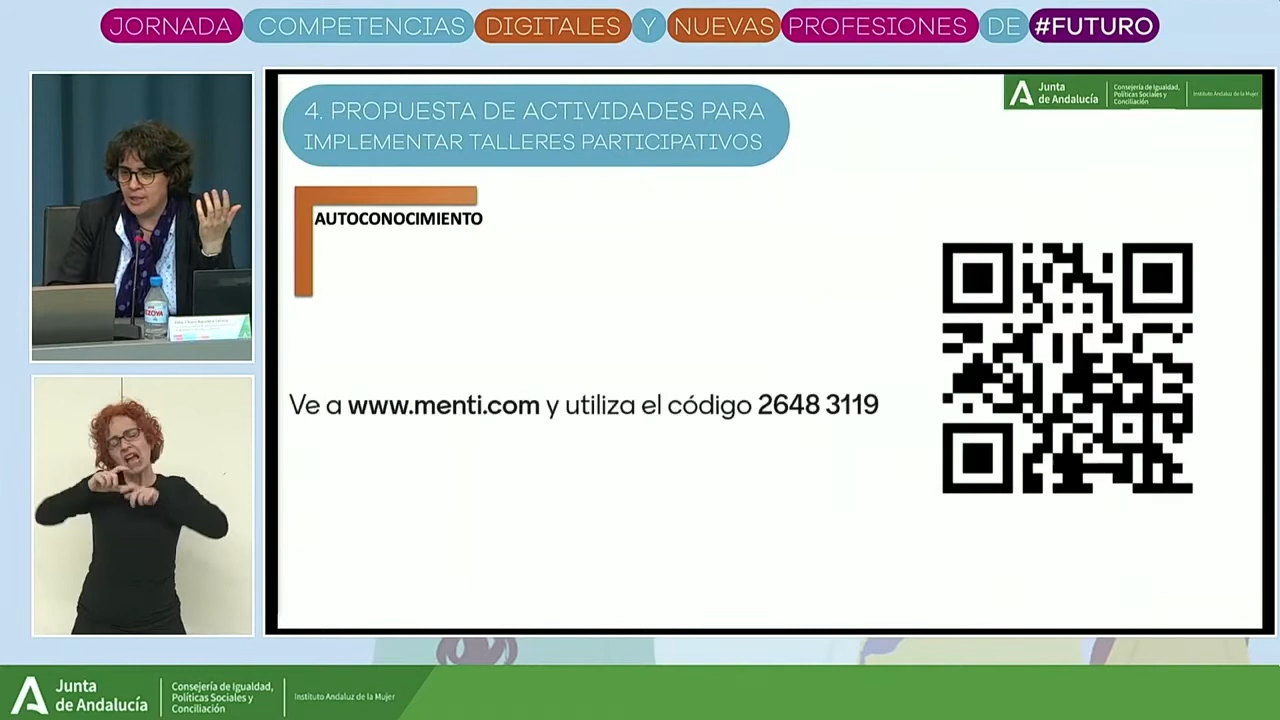 JORNADA COMPETENCIAS DIGITALES Y NUEVAS PROFESIONES DE #FUTURO
4. PROPUESTA DE ACTIVIDADES PARA
IMPLEMENTAR TALLERES PARTICIPATIVOS
Junta
de Andalucía
Consejería de Igualdad,
Políticas Sociales y
Conciliación
Instituto Andaluz de la Mujer
AUTOCONOCIMIENTO
Ve a www.menti.com y utiliza el código 2648 3119
Junta
de Andalucía
Consejería de Igualdad,
Políticas Sociales y
Conciliación
Instituto Andaluz de la Mujer